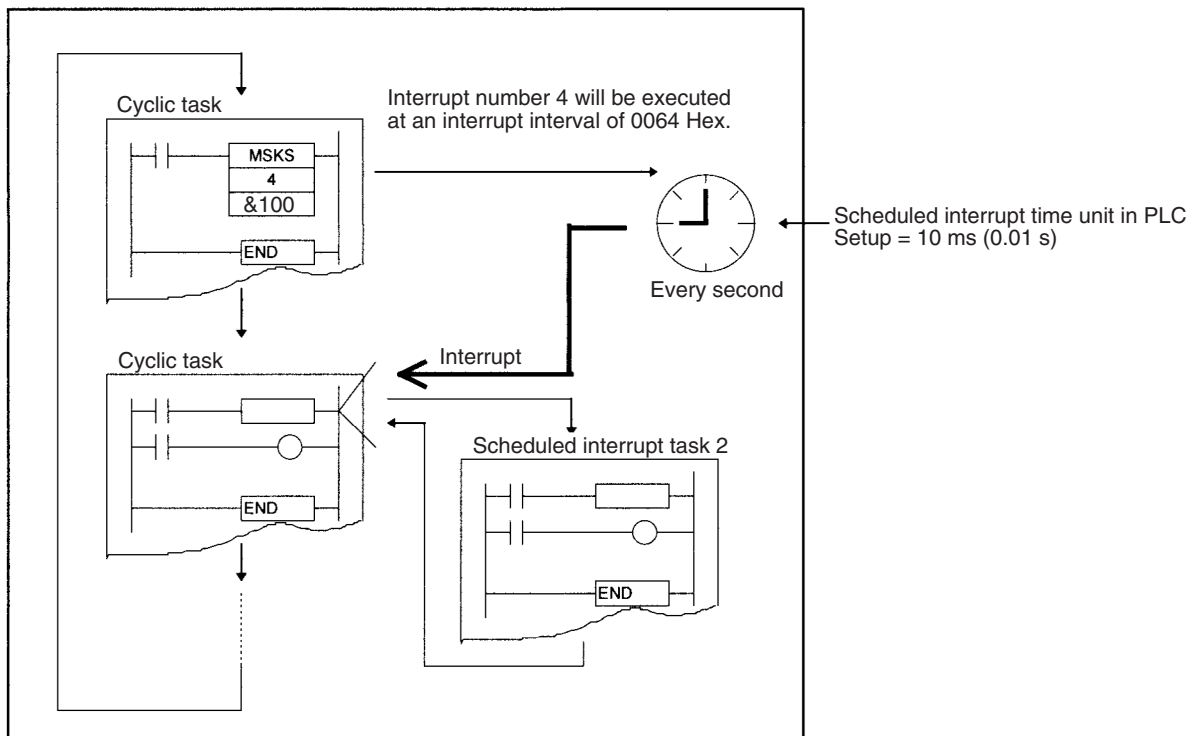 Cyclic task
Interrupt number 4 will be executed
at an interrupt interval of 0064 Hex.
MSKS
4
&100
END
Scheduled interrupt time unit in PLC
Setup = 10 ms (0.01 s)
Every second
Cyclic task
Interrupt
END
Scheduled interrupt task 2
END